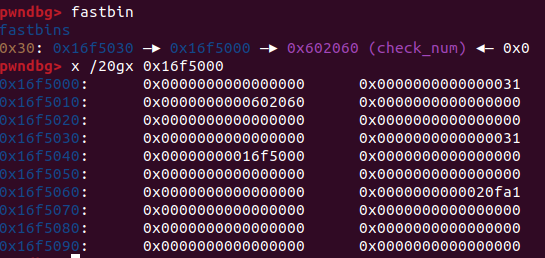 pwndbg> fastbin
fastbins
0x30: 0x16f5030 —▸ 0x16f5000 —▸ 0x602060 (check_num) ◂— 0x0
pwndbg> x /20gx 0x16f5000
0x16f5000: 0x0000000000000000 0x0000000000000031
0x16f5010: 0x0000000000602060 0x0000000000000000
0x16f5020: 0x0000000000000000 0x0000000000000000
0x16f5030: 0x0000000000000000 0x0000000000000031
0x16f5040: 0x00000000016f5000 0x0000000000000000
0x16f5050: 0x0000000000000000 0x0000000000000000
0x16f5060: 0x0000000000000000 0x0000000000020fa1
0x16f5070: 0x0000000000000000 0x0000000000000000
0x16f5080: 0x0000000000000000 0x0000000000000000
0x16f5090: 0x0000000000000000 0x0000000000000000